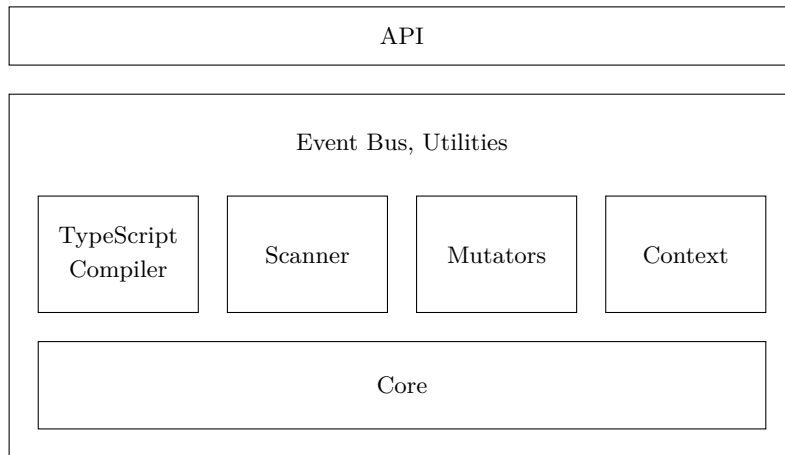 API
Event Bus, Utilities
TypeScript
Compiler
Scanner
Mutators
Context
Core